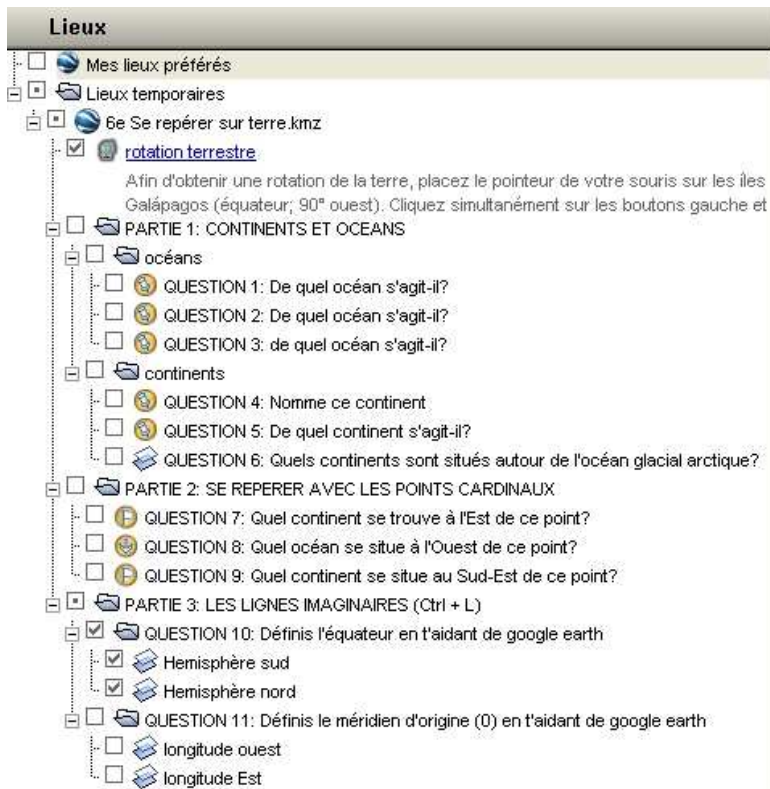 Lieux
Mes lieux préférés
Lieux temporaires
6e Se repérer sur terre.kmz
rotation terrestre
Afin d'obtenir une rotation de la terre, placez le pointeur de votre souris sur les îles
Galápagos (équateur; 90° ouest). Cliquez simultanément sur les boutons gauche et
PARTIE 1: CONTINENTS ET OCEANS
océans
QUESTION 1: De quel océan s'agit-il?
QUESTION 2: De quel océan s'agit-il?
QUESTION 3: de quel océan s'agit-il?
continents
QUESTION 4: Nomme ce continent
QUESTION 5: De quel continent s'agit-il?
QUESTION 6: Quels continents sont situés autour de l'océan glacial arctique?
PARTIE 2: SE REPERER AVEC LES POINTS CARDINAUX
QUESTION 7: Quel continent se trouve à l'Est de ce point?
QUESTION 8: Quel océan se situe à l'Ouest de ce point?
QUESTION 9: Quel continent se situe au Sud-Est de ce point?
PARTIE 3: LES LIGNES IMAGINAIRES (Ctrl + L)
QUESTION 10: Définis l'équateur en t'aidant de google earth
Hemisphère sud
Hemisphère nord
QUESTION 11: Définis le méridien d'origine (0) en t'aidant de google earth
longitude ouest
longitude Est